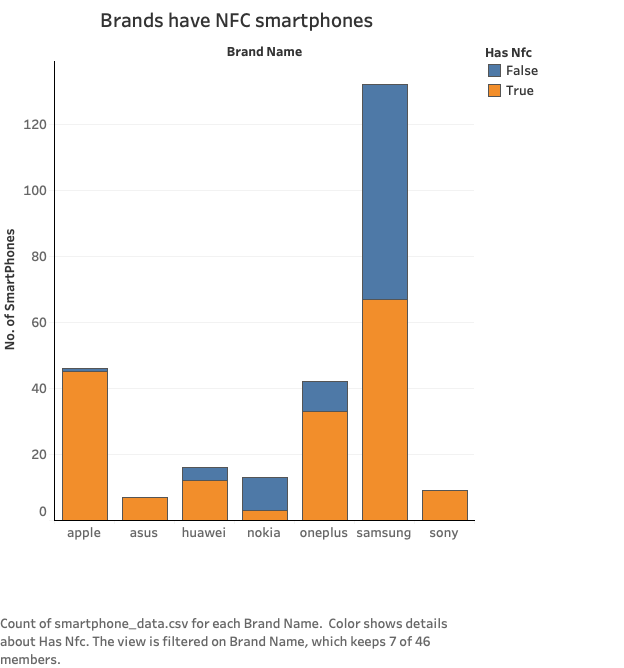 Brands have NFC smartphones
Brand Name
Has Nfc
False
True
No. of SmartPhones
120
100
80
60
40
20
0
apple asus huawei nokia oneplus samsung sony
Count of smartphone_data.csv for each Brand Name.  Color shows details
about Has Nfc. The view is filtered on Brand Name, which keeps 7 of 46
members.